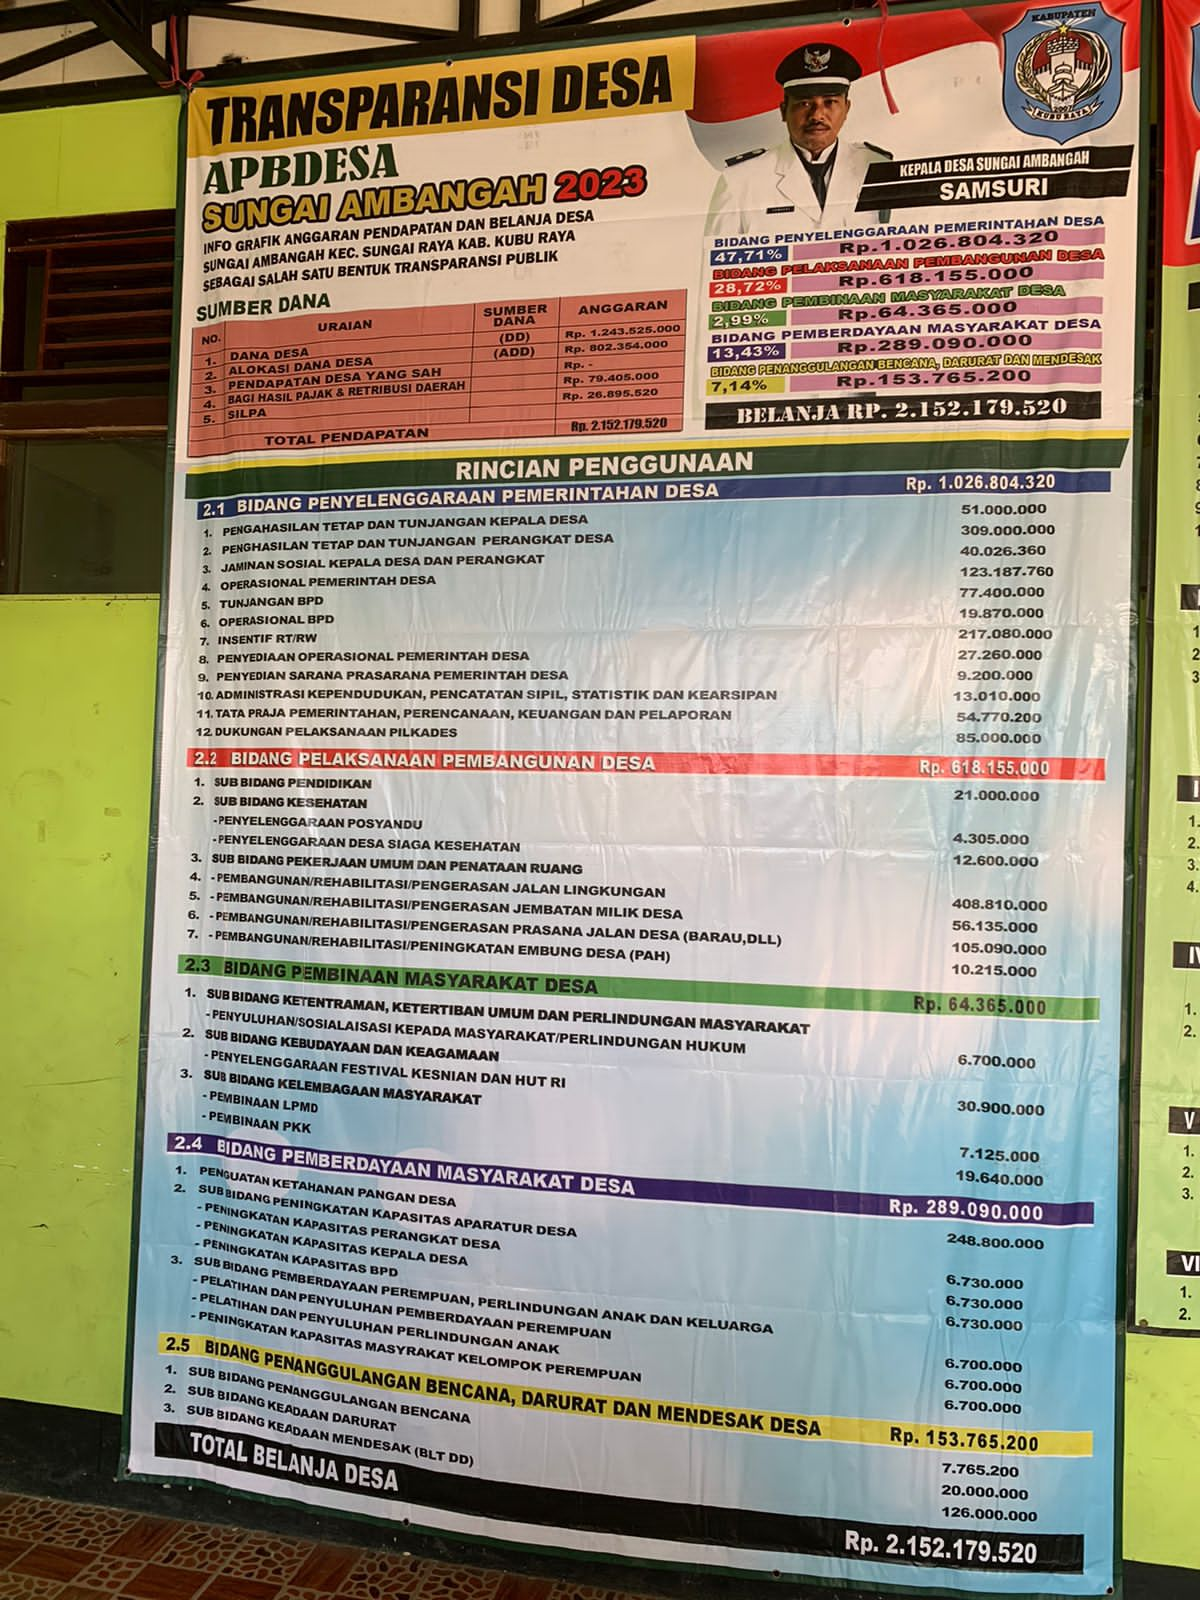 TRANSPARANSI DESA
APBDESA
SUNGAI AMBANGAH 2023
INFO GRAFIK ANGGARAN PENDAPATAN DAN BELANJA DESA
SUNGAI AMBANGAH KEC. SUNGAI RAYA KAB. KUBU RAYA
SEBAGAI SALAH SATU BENTUK TRANSPARANSI PUBLIK
KABUPATEN
2007
KUBU RAYA
KEPALA DESA SUNGAI AMBANGAH
SAMSURI
BIDANG PENYELENGGARAAN PEMERINTAHAN DESA
47,71% Rp.1.026.804.320
BIDANG PELAKSANAAN PEMBANGUNAN DESA
28,72% Rp.618.155.000
BIDANG PEMBINAAN MASYARAKAT DESA
2,99% Rp.64.365.000
BIDANG PEMBERDAYAAN MASYARAKAT DESA
13,43% Rp.289.090.000
BIDANG PENANGGULANGAN BENCANA, DARURAT DAN MENDESAK
7,14% Rp.153.765.200
BELANJA RP. 2.152.179.520
SUMBER DANA
NO. URAIAN SUMBER DANA ANGGARAN
1. DANA DESA (DD) Rp. 1.243.525.000
2. ALOKASI DANA DESA (ADD) Rp. 802.354.000
3. PENDAPATAN DESA YANG SAH Rp. -
4. BAGI HASIL PAJAK & RETRIBUSI DAERAH Rp. 79.405.000
5. SILPA Rp. 26.895.520
TOTAL PENDAPATAN Rp. 2.152.179.520
RINCIAN PENGGUNAAN
2.1 BIDANG PENYELENGGARAAN PEMERINTAHAN DESA Rp. 1.026.804.320
1. PENGAHASILAN TETAP DAN TUNJANGAN KEPALA DESA 51.000.000
2. PENGHASILAN TETAP DAN TUNJANGAN PERANGKAT DESA 309.000.000
3. JAMINAN SOSIAL KEPALA DESA DAN PERANGKAT 40.026.360
4. OPERASIONAL PEMERINTAH DESA 123.187.760
5. TUNJANGAN BPD 77.400.000
6. OPERASIONAL BPD 19.870.000
7. INSENTIF RT/RW 217.080.000
8. PENYEDIAAN OPERASIONAL PEMERINTAH DESA 27.260.000
9. PENYEDIAN SARANA PRASARANA PEMERINTAH DESA 9.200.000
10. ADMINISTRASI KEPENDUDUKAN, PENCATATAN SIPIL, STATISTIK DAN KEARSIPAN 13.010.000
11. TATA PRAJA PEMERINTAHAN, PERENCANAAN, KEUANGAN DAN PELAPORAN 54.770.200
12. DUKUNGAN PELAKSANAAN PILKADES 85.000.000
2.2 BIDANG PELAKSANAAN PEMBANGUNAN DESA Rp. 618.155.000
1. SUB BIDANG PENDIDIKAN 21.000.000
2. SUB BIDANG KESEHATAN
-PENYELENGGARAAN POSYANDU 4.305.000
-PENYELENGGARAAN DESA SIAGA KESEHATAN 12.600.000
3. SUB BIDANG PEKERJAAN UMUM DAN PENATAAN RUANG
4. -PEMBANGUNAN/REHABILITASI/PENGERASAN JALAN LINGKUNGAN 408.810.000
5. -PEMBANGUNAN/REHABILITASI/PENGERASAN JEMBATAN MILIK DESA 56.135.000
6. -PEMBANGUNAN/REHABILITASI/PENGERASAN PRASANA JALAN DESA (BARAU,DLL) 105.090.000
7. -PEMBANGUNAN/REHABILITASI/PENINGKATAN EMBUNG DESA (PAH) 10.215.000
2.3 BIDANG PEMBINAAN MASYARAKAT DESA Rp. 64.365.000
1. SUB BIDANG KETENTRAMAN, KETERTIBAN UMUM DAN PERLINDUNGAN MASYARAKAT
-PENYULUHAN/SOSIALAISASI KEPADA MASYARAKAT/PERLINDUNGAN HUKUM 6.700.000
2. SUB BIDANG KEBUDAYAAN DAN KEAGAMAAN
-PENYELENGGARAAN FESTIVAL KESNIAN DAN HUT RI 30.900.000
3. SUB BIDANG KELEMBAGAAN MASYARAKAT
- PEMBINAAN LPMD 7.125.000
- PEMBINAAN PKK 19.640.000
2.4 BIDANG PEMBERDAYAAN MASYARAKAT DESA Rp. 289.090.000
1. PENGUATAN KETAHANAN PANGAN DESA 248.800.000
2. SUB BIDANG PENINGKATAN KAPASITAS APARATUR DESA
- PENINGKATAN KAPASITAS PERANGKAT DESA 6.730.000
- PENINGKATAN KAPASITAS KEPALA DESA 6.730.000
- PENINGKATAN KAPASITAS BPD 6.730.000
3. SUB BIDANG PEMBERDAYAAN PEREMPUAN, PERLINDUNGAN ANAK DAN KELUARGA
- PELATIHAN DAN PENYULUHAN PEMBERDAYAAN PEREMPUAN 6.700.000
- PELATIHAN DAN PENYULUHAN PERLINDUNGAN ANAK 6.700.000
- PENINGKATAN KAPASITAS MASYRAKAT KELOMPOK PEREMPUAN 6.700.000
2.5 BIDANG PENANGGULANGAN BENCANA, DARURAT DAN MENDESAK DESA Rp. 153.765.200
1. SUB BIDANG PENANGGULANGAN BENCANA 7.765.200
2. SUB BIDANG KEADAAN DARURAT 20.000.000
3. SUB BIDANG KEADAAN MENDESAK (BLT DD) 126.000.000
TOTAL BELANJA DESA Rp. 2.152.179.520